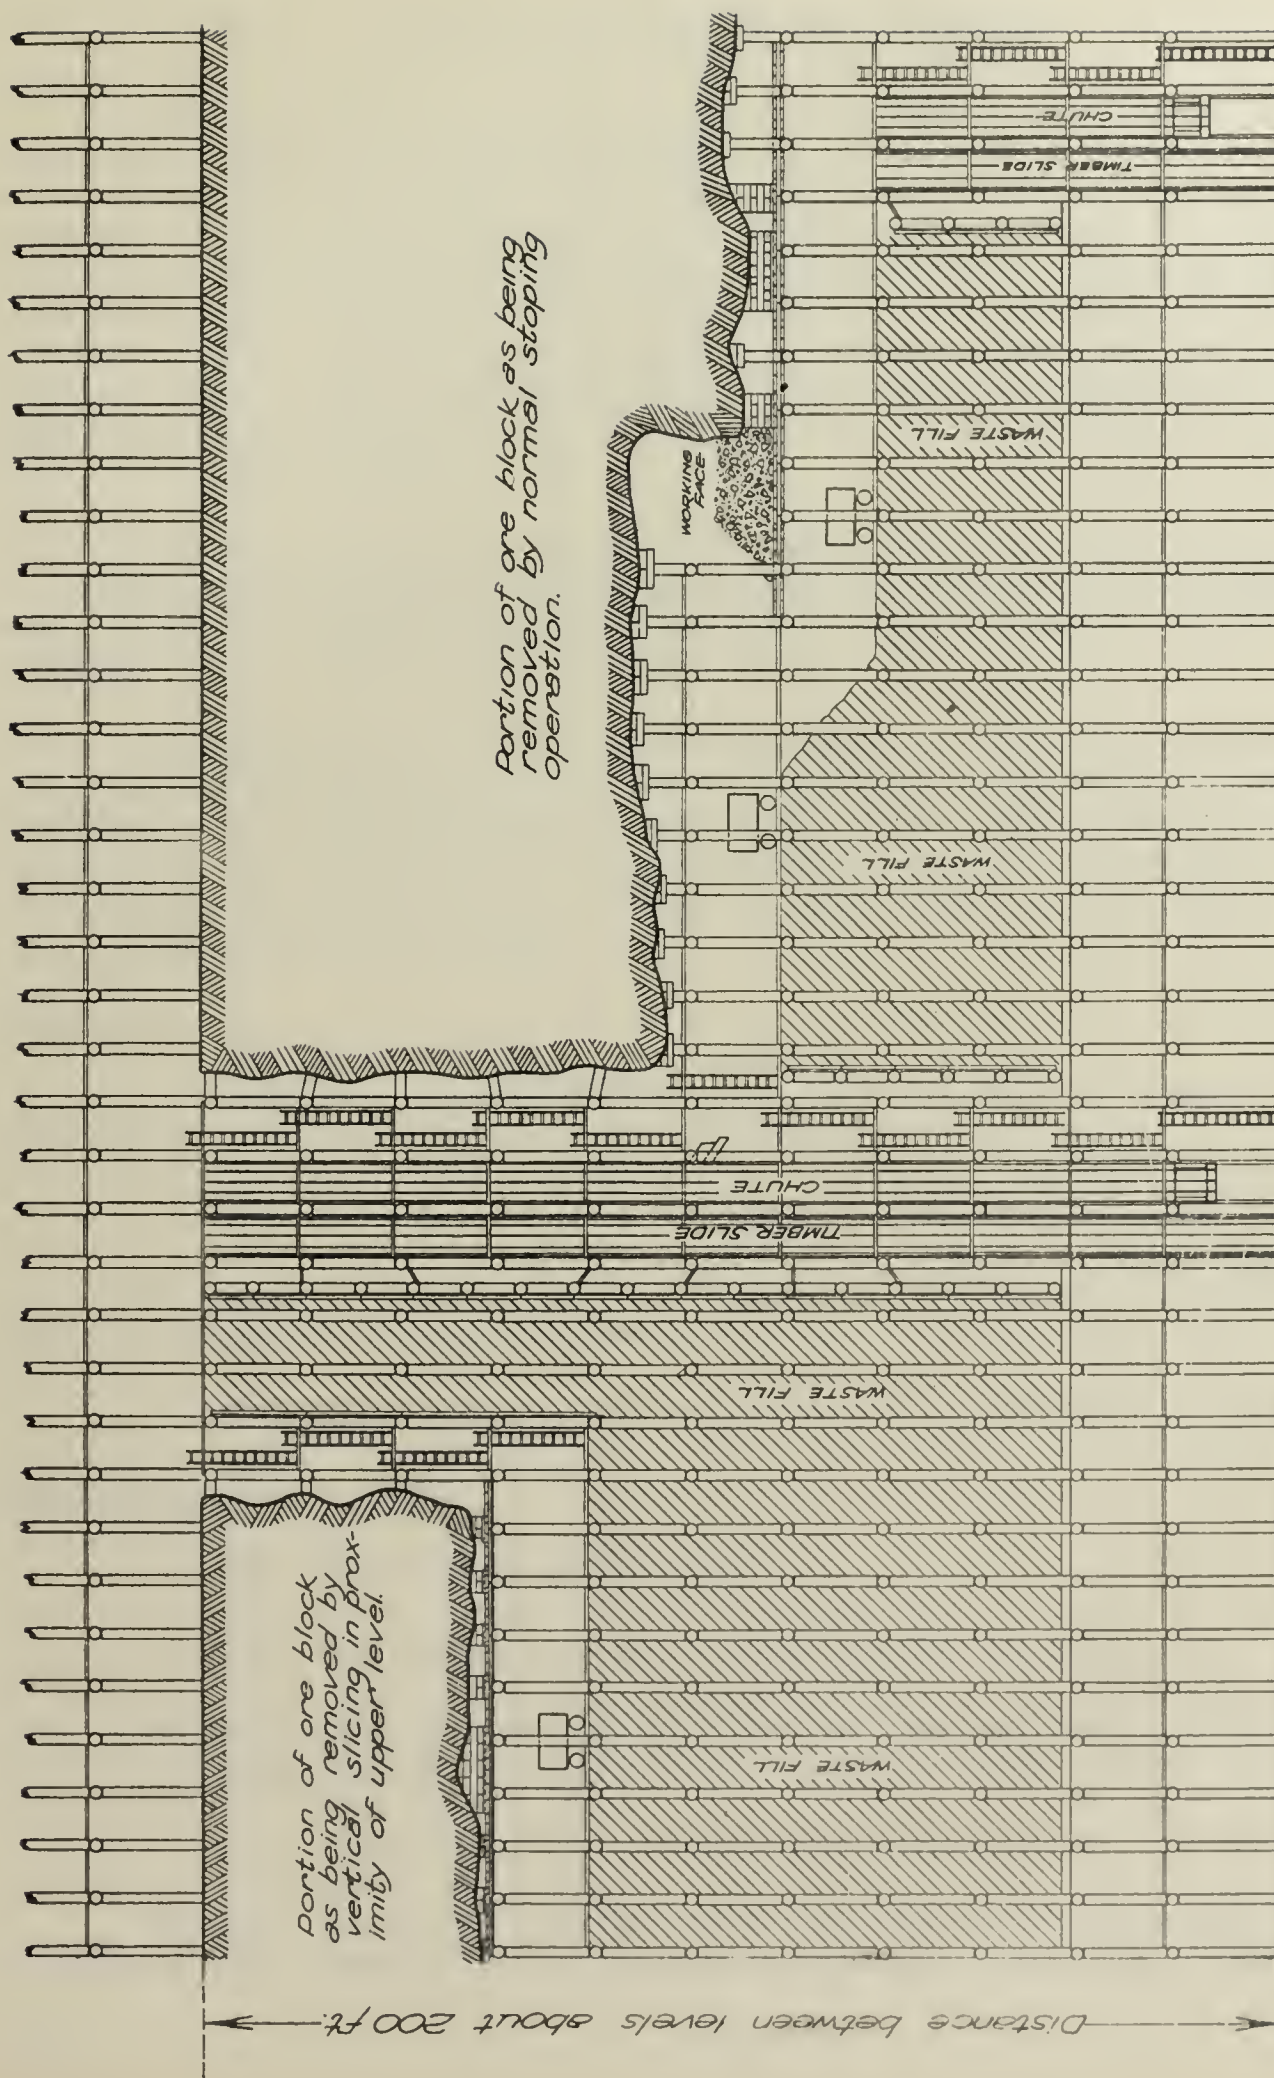 Portion of ore block as being
removed by normal stoping
operation.
WORKING
FACE
CHUTE
TIMBER SLIDE
WASTE FILL
WASTE FILL
CHUTE
TIMBER SLIDE
WASTE FILL
Portion of ore block
as being removed by
vertical slicing in prox-
imity of upper level.
WASTE FILL
Distance between levels about 200 ft.